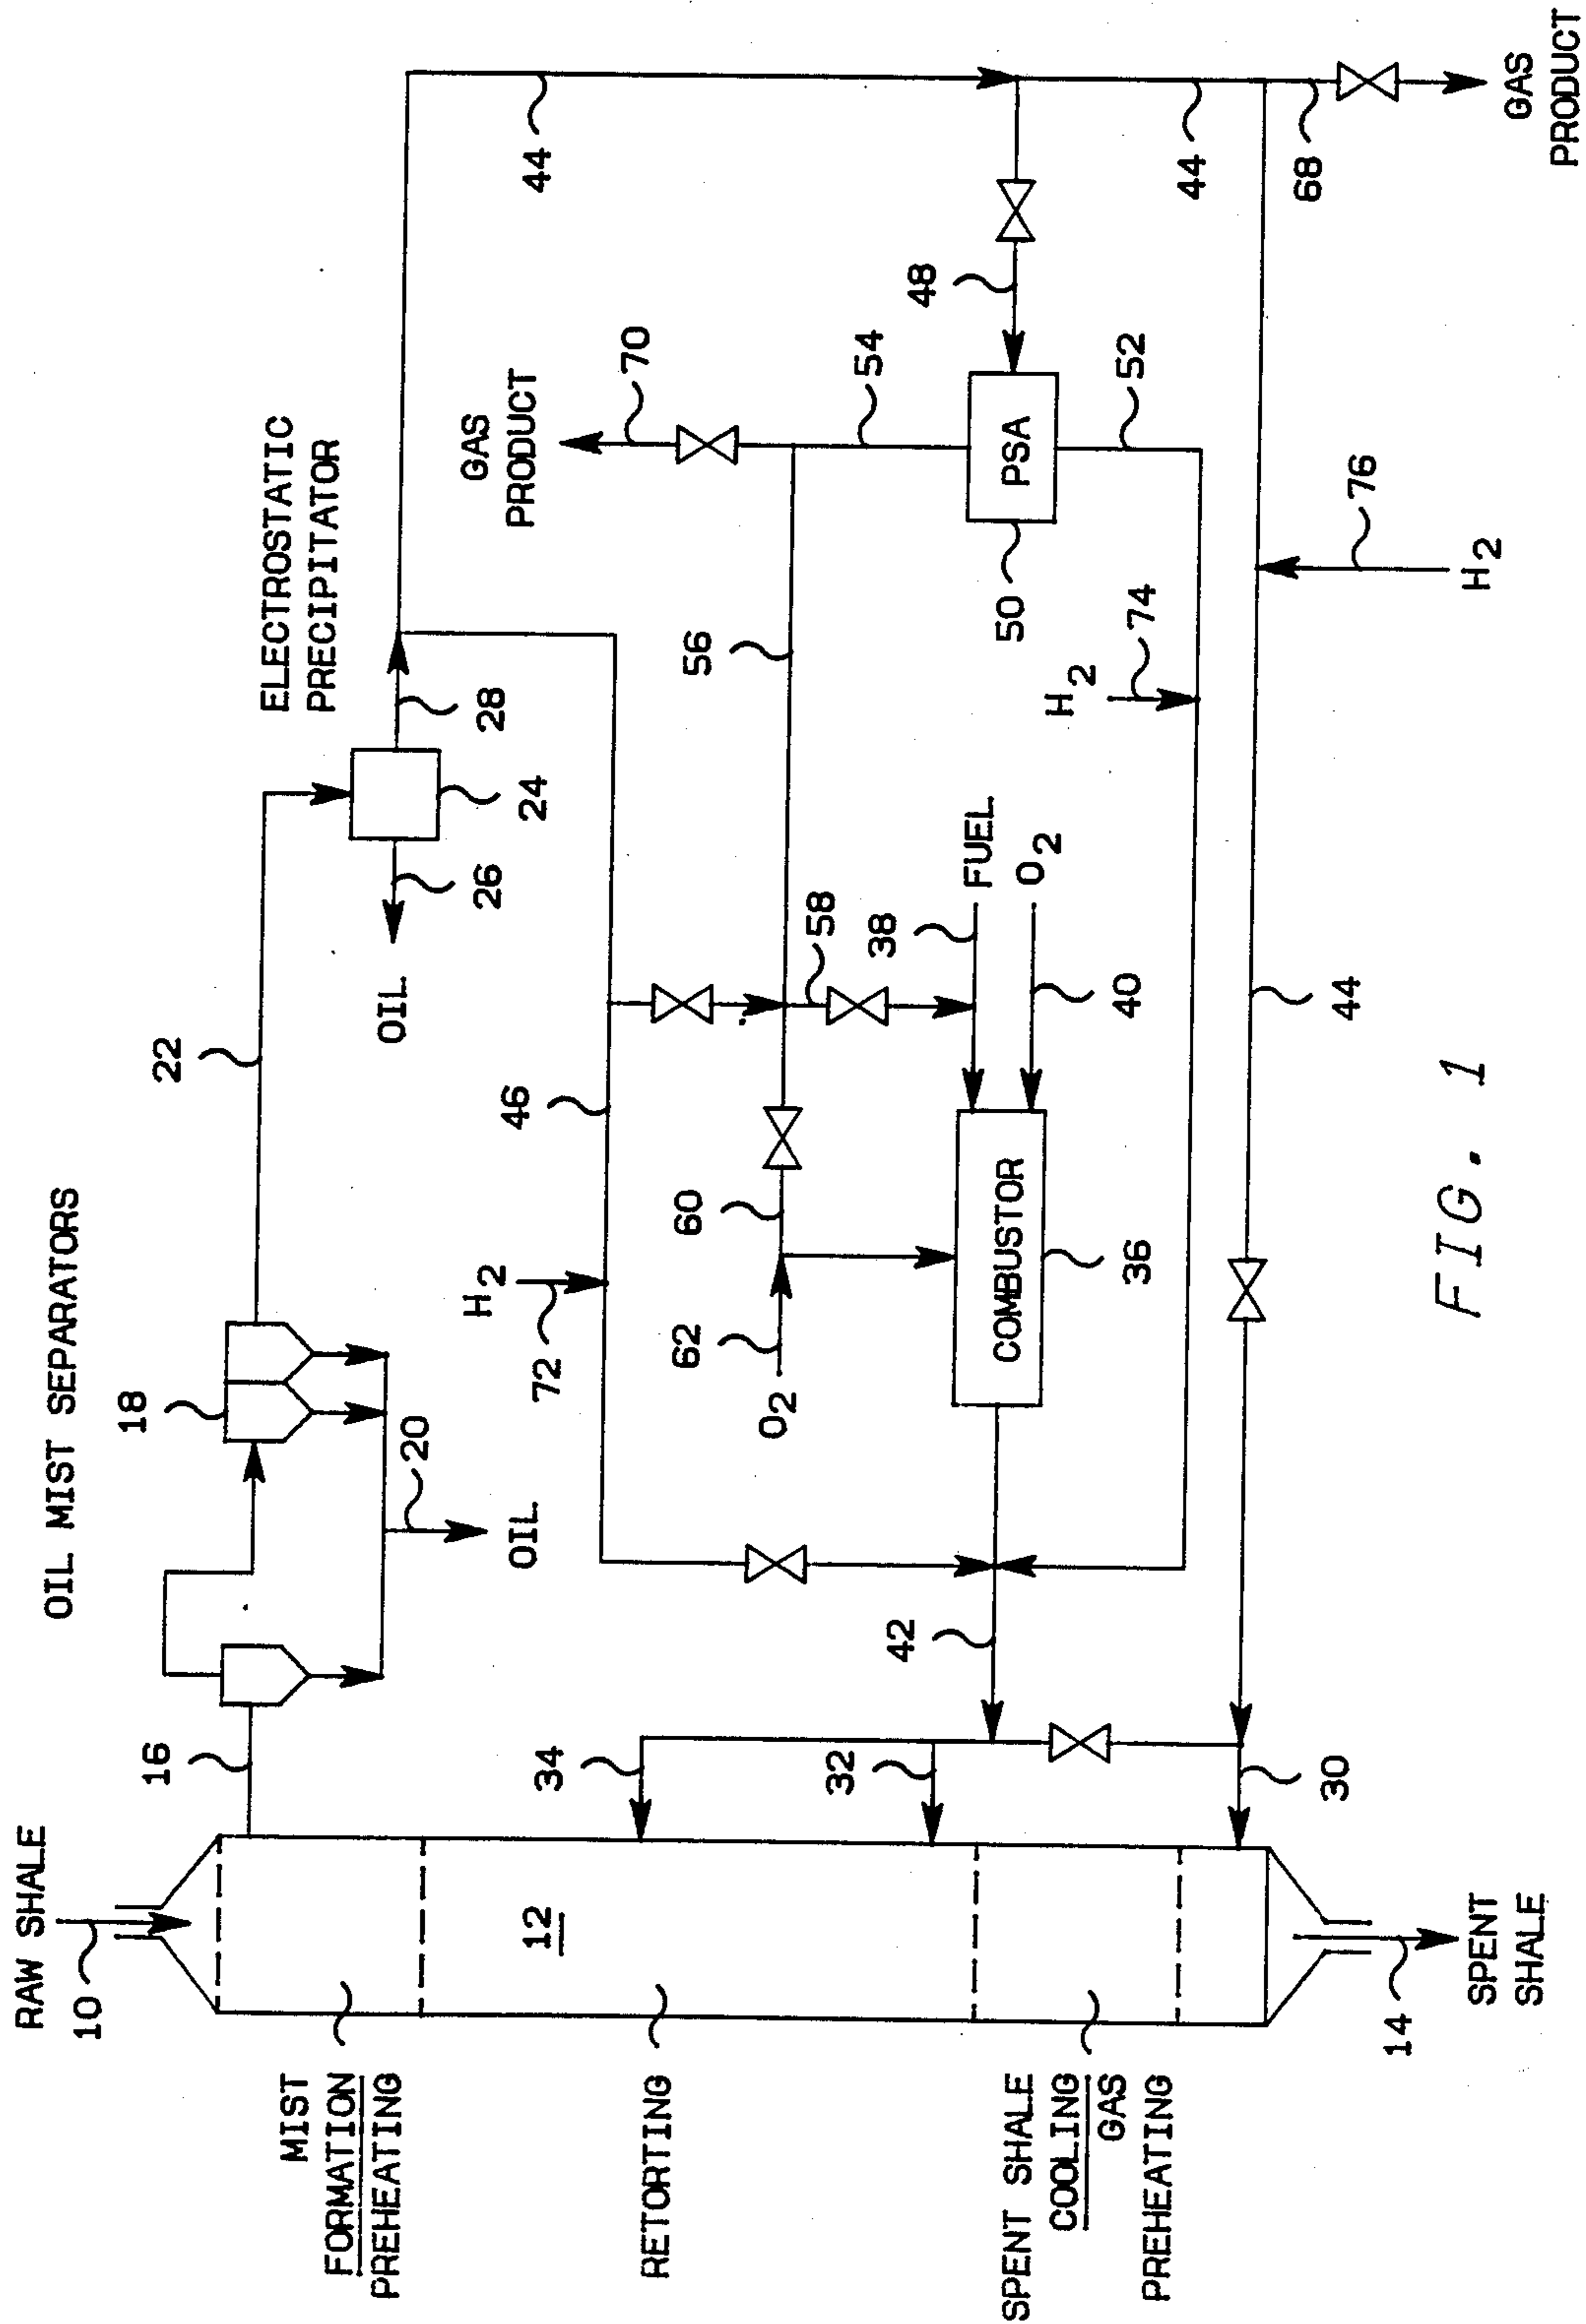 RAW SHALE
10
MIST
FORMATION
PREHEATING
RETORTING
SPENT SHALE
COOLING
GAS
PREHEATING
12
14
SPENT
SHALE
16
OIL MIST SEPARATORS
18
20
OIL
22
ELECTROSTATIC
PRECIPITATOR
24
26
OIL
28
34
32
30
42
H2
72
46
O2
62
60
COMBUSTOR
36
58
38
FUEL
O2
40
56
GAS
PRODUCT
70
54
PSA
50
52
48
H2
74
H2
76
44
44
44
68
GAS
PRODUCT
FIG. 1